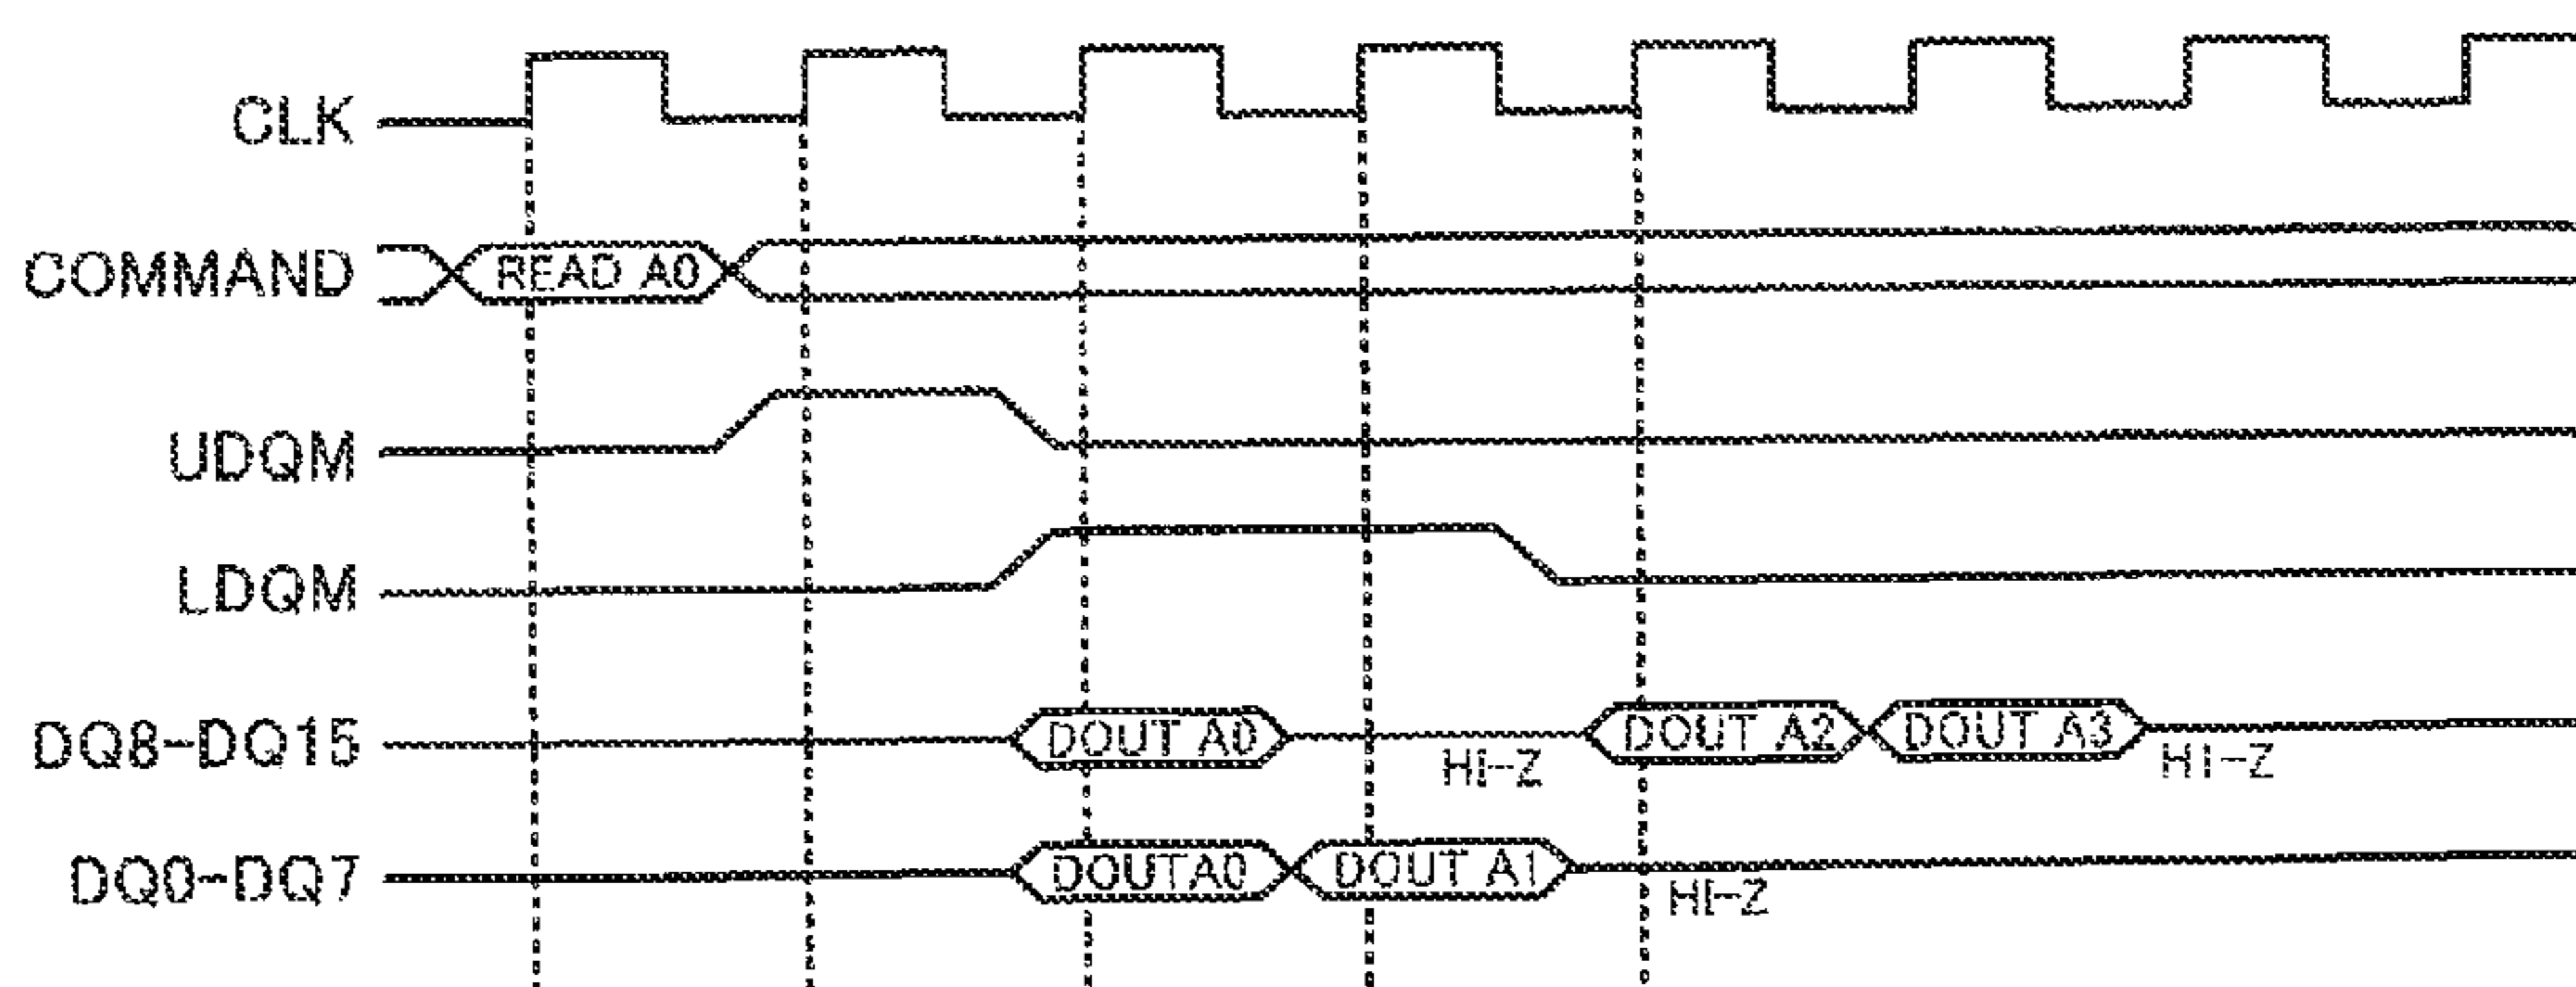 CLK
COMMAND READ A0
UDQM
LDQM
DQ8-DQ15 DOUT A0 HI-Z DOUT A2 DOUT A3 HI-Z
DQ0-DQ7 DOUTA0 DOUT A1 HI-Z